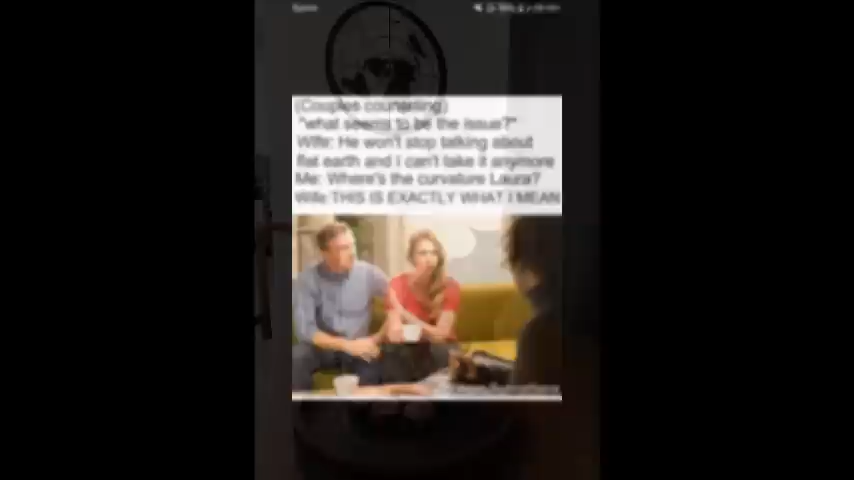 (Couples counseling)
"what seems to be the issue?"
Wife: He won't stop talking about
flat earth and I can't take it anymore
Me: Where's the curvature Laura?
Wife:THIS IS EXACTLY WHAT I MEAN